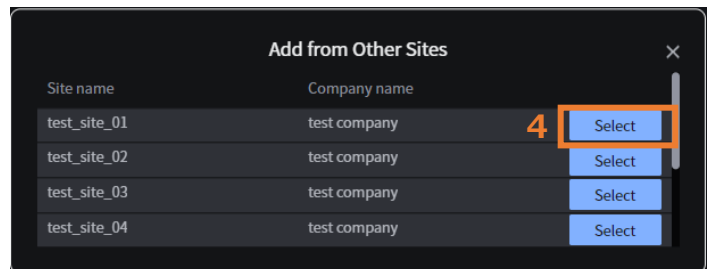 Add from Other Sites ×
Site name Company name
test_site_01 test company 4 Select
test_site_02 test company Select
test_site_03 test company Select
test_site_04 test company Select